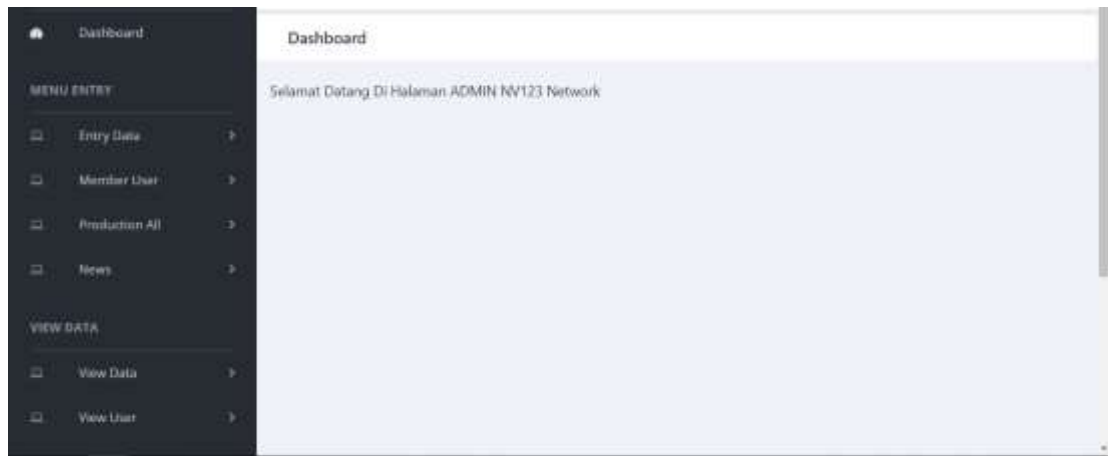 Dashboard
Dashboard
MENU ENTRY
Selamat Datang Di Halaman ADMIN NV123 Network
Entry Data
Member User
Production All
News
VIEW DATA
View Data
View User